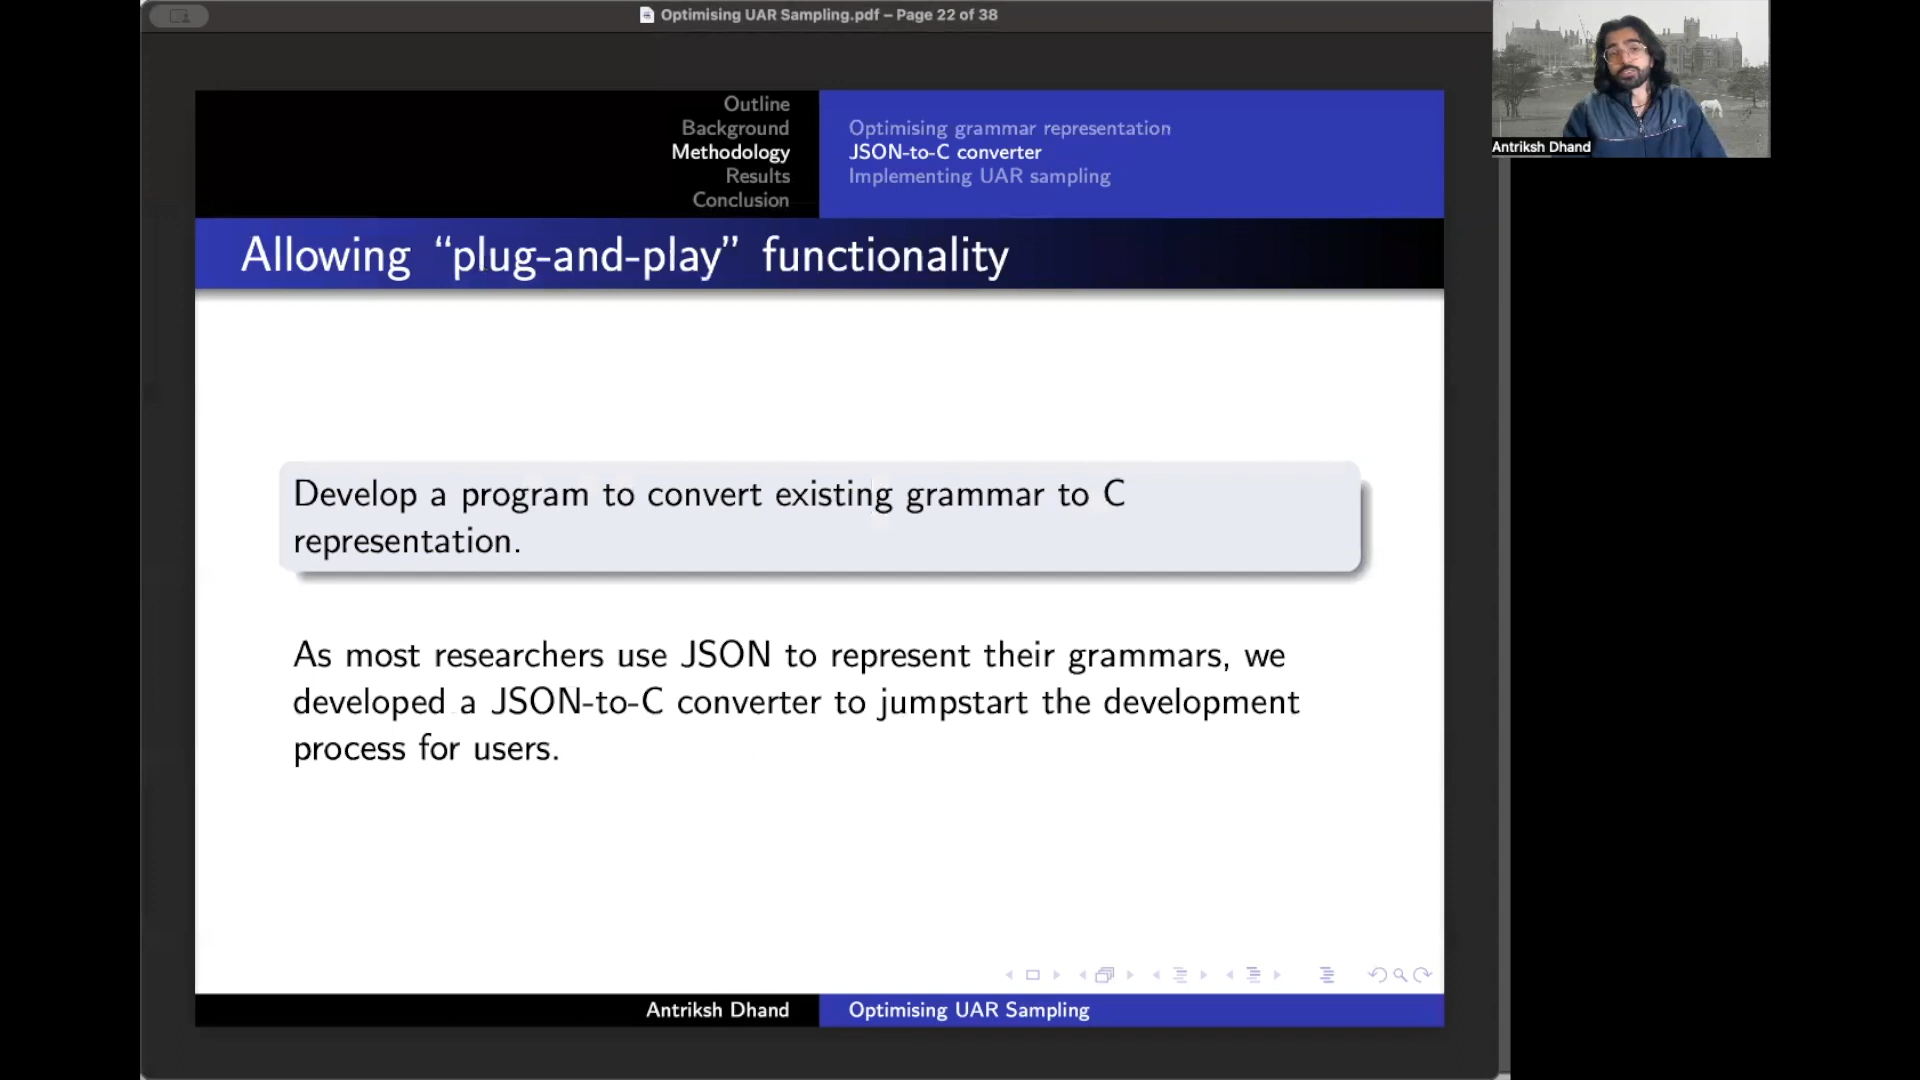 Optimising UAR Sampling.pdf – Page 22 of 38
Antriksh Dhand
Outline
Background
Methodology
Results
Conclusion
Optimising grammar representation
JSON-to-C converter
Implementing UAR sampling
Allowing “plug-and-play” functionality
Develop a program to convert existing grammar to C
representation.
As most researchers use JSON to represent their grammars, we
developed a JSON-to-C converter to jumpstart the development
process for users.
Antriksh Dhand
Optimising UAR Sampling